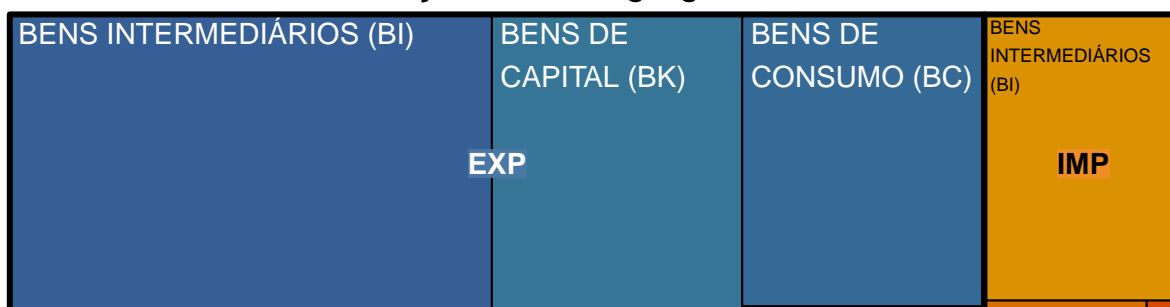 BENS INTERMEDIÁRIOS (BI)
BENS DE
CAPITAL (BK)
BENS DE
CONSUMO (BC)
BENS
INTERMEDIÁRIOS
(BI)
EXP
IMP